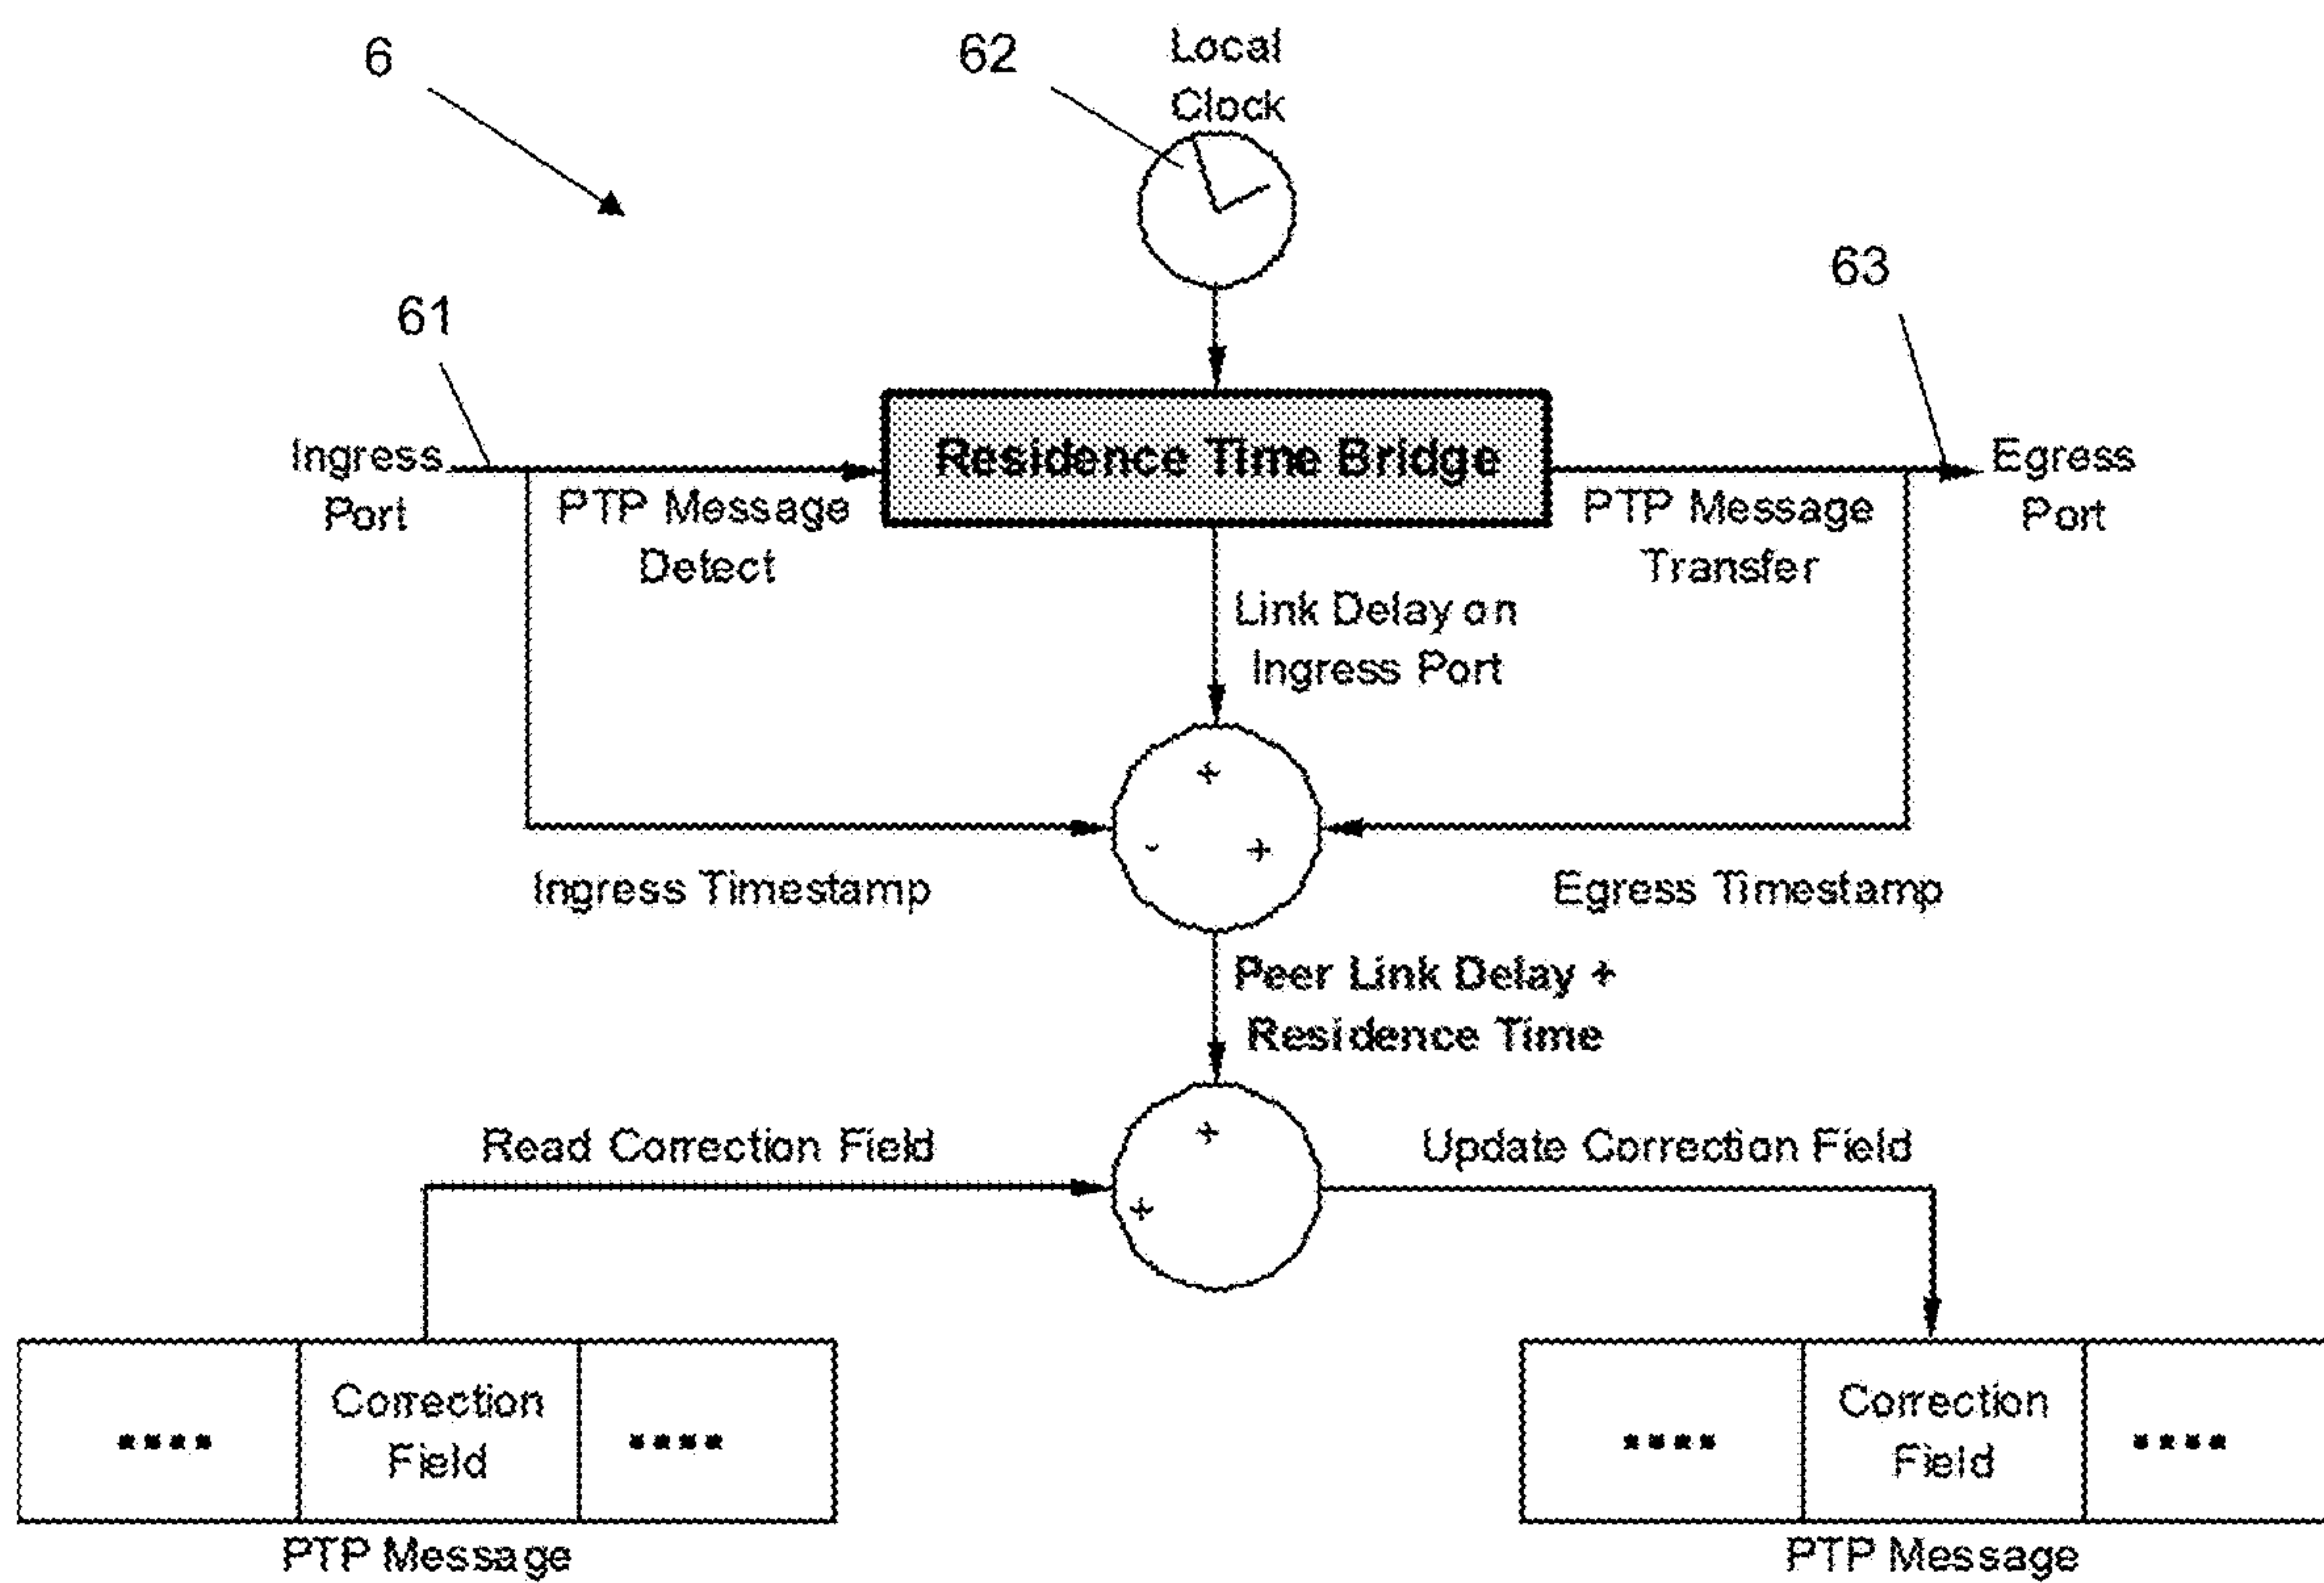 6
62
Local
Clock
63
61
Ingress
Port
Residence Time Bridge
Egress
Port
PTP Message
Detect
PTP Message
Transfer
Link Delay on
Ingress Port
+
-
+
Ingress Timestamp
Egress Timestamp
Peer Link Delay +
Residence Time
Read Correction Field
+
+
Update Correction Field
....
Correction
Field
....
PTP Message
....
Correction
Field
....
PTP Message